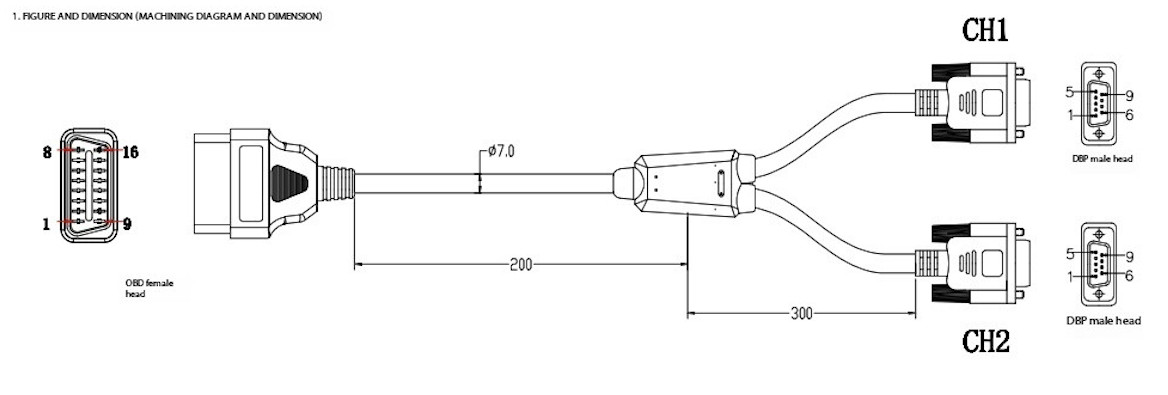 1. FIGURE AND DIMENSION (MACHINING DIAGRAM AND DIMENSION)
CH1
5 9
1 6
DBP male head
8 16
1 9
OBD female
head
Ø7.0
200
300
5 9
1 6
DBP male head
CH2